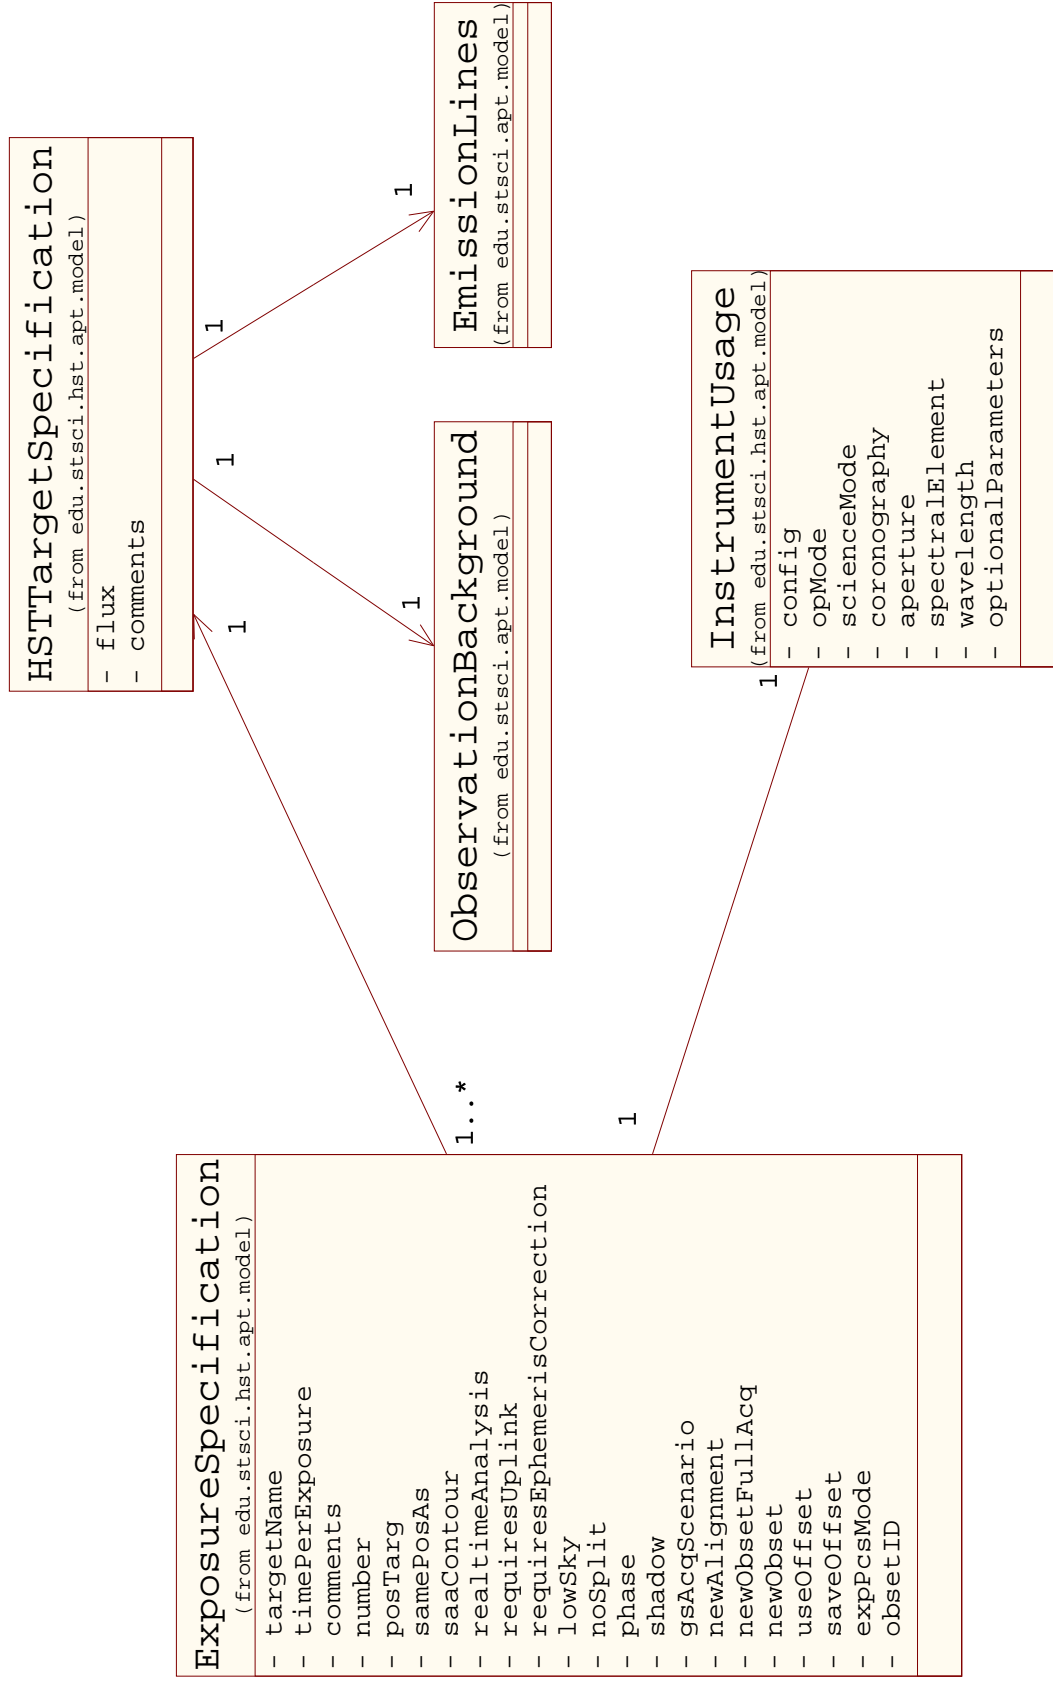 ExposureSpecification
(from edu.stsci.hst.apt.model)
- targetName
- timePerExposure
- comments
- number
- posTarg
- samePosAs
- saaContour
- realtimeAnalysis
- requiresUplink
- requiresEphemerisCorrection
- lowSky
- noSplit
- phase
- shadow
- gsAcqScenario
- newAlignment
- newObsetFullAcq
- newObset
- useOffset
- saveOffset
- expPcsMode
- obsetID
1..*
1
HSTTargetSpecification
(from edu.stsci.hst.apt.model)
- flux
- comments
1
1
1
ObservationBackground
(from edu.stsci.apt.model)
1
EmissionLines
(from edu.stsci.apt.model)
1
InstrumentUsage
(from edu.stsci.hst.apt.model)
- config
- opMode
- scienceMode
- coronography
- aperture
- spectralElement
- wavelength
- optionalParameters
1